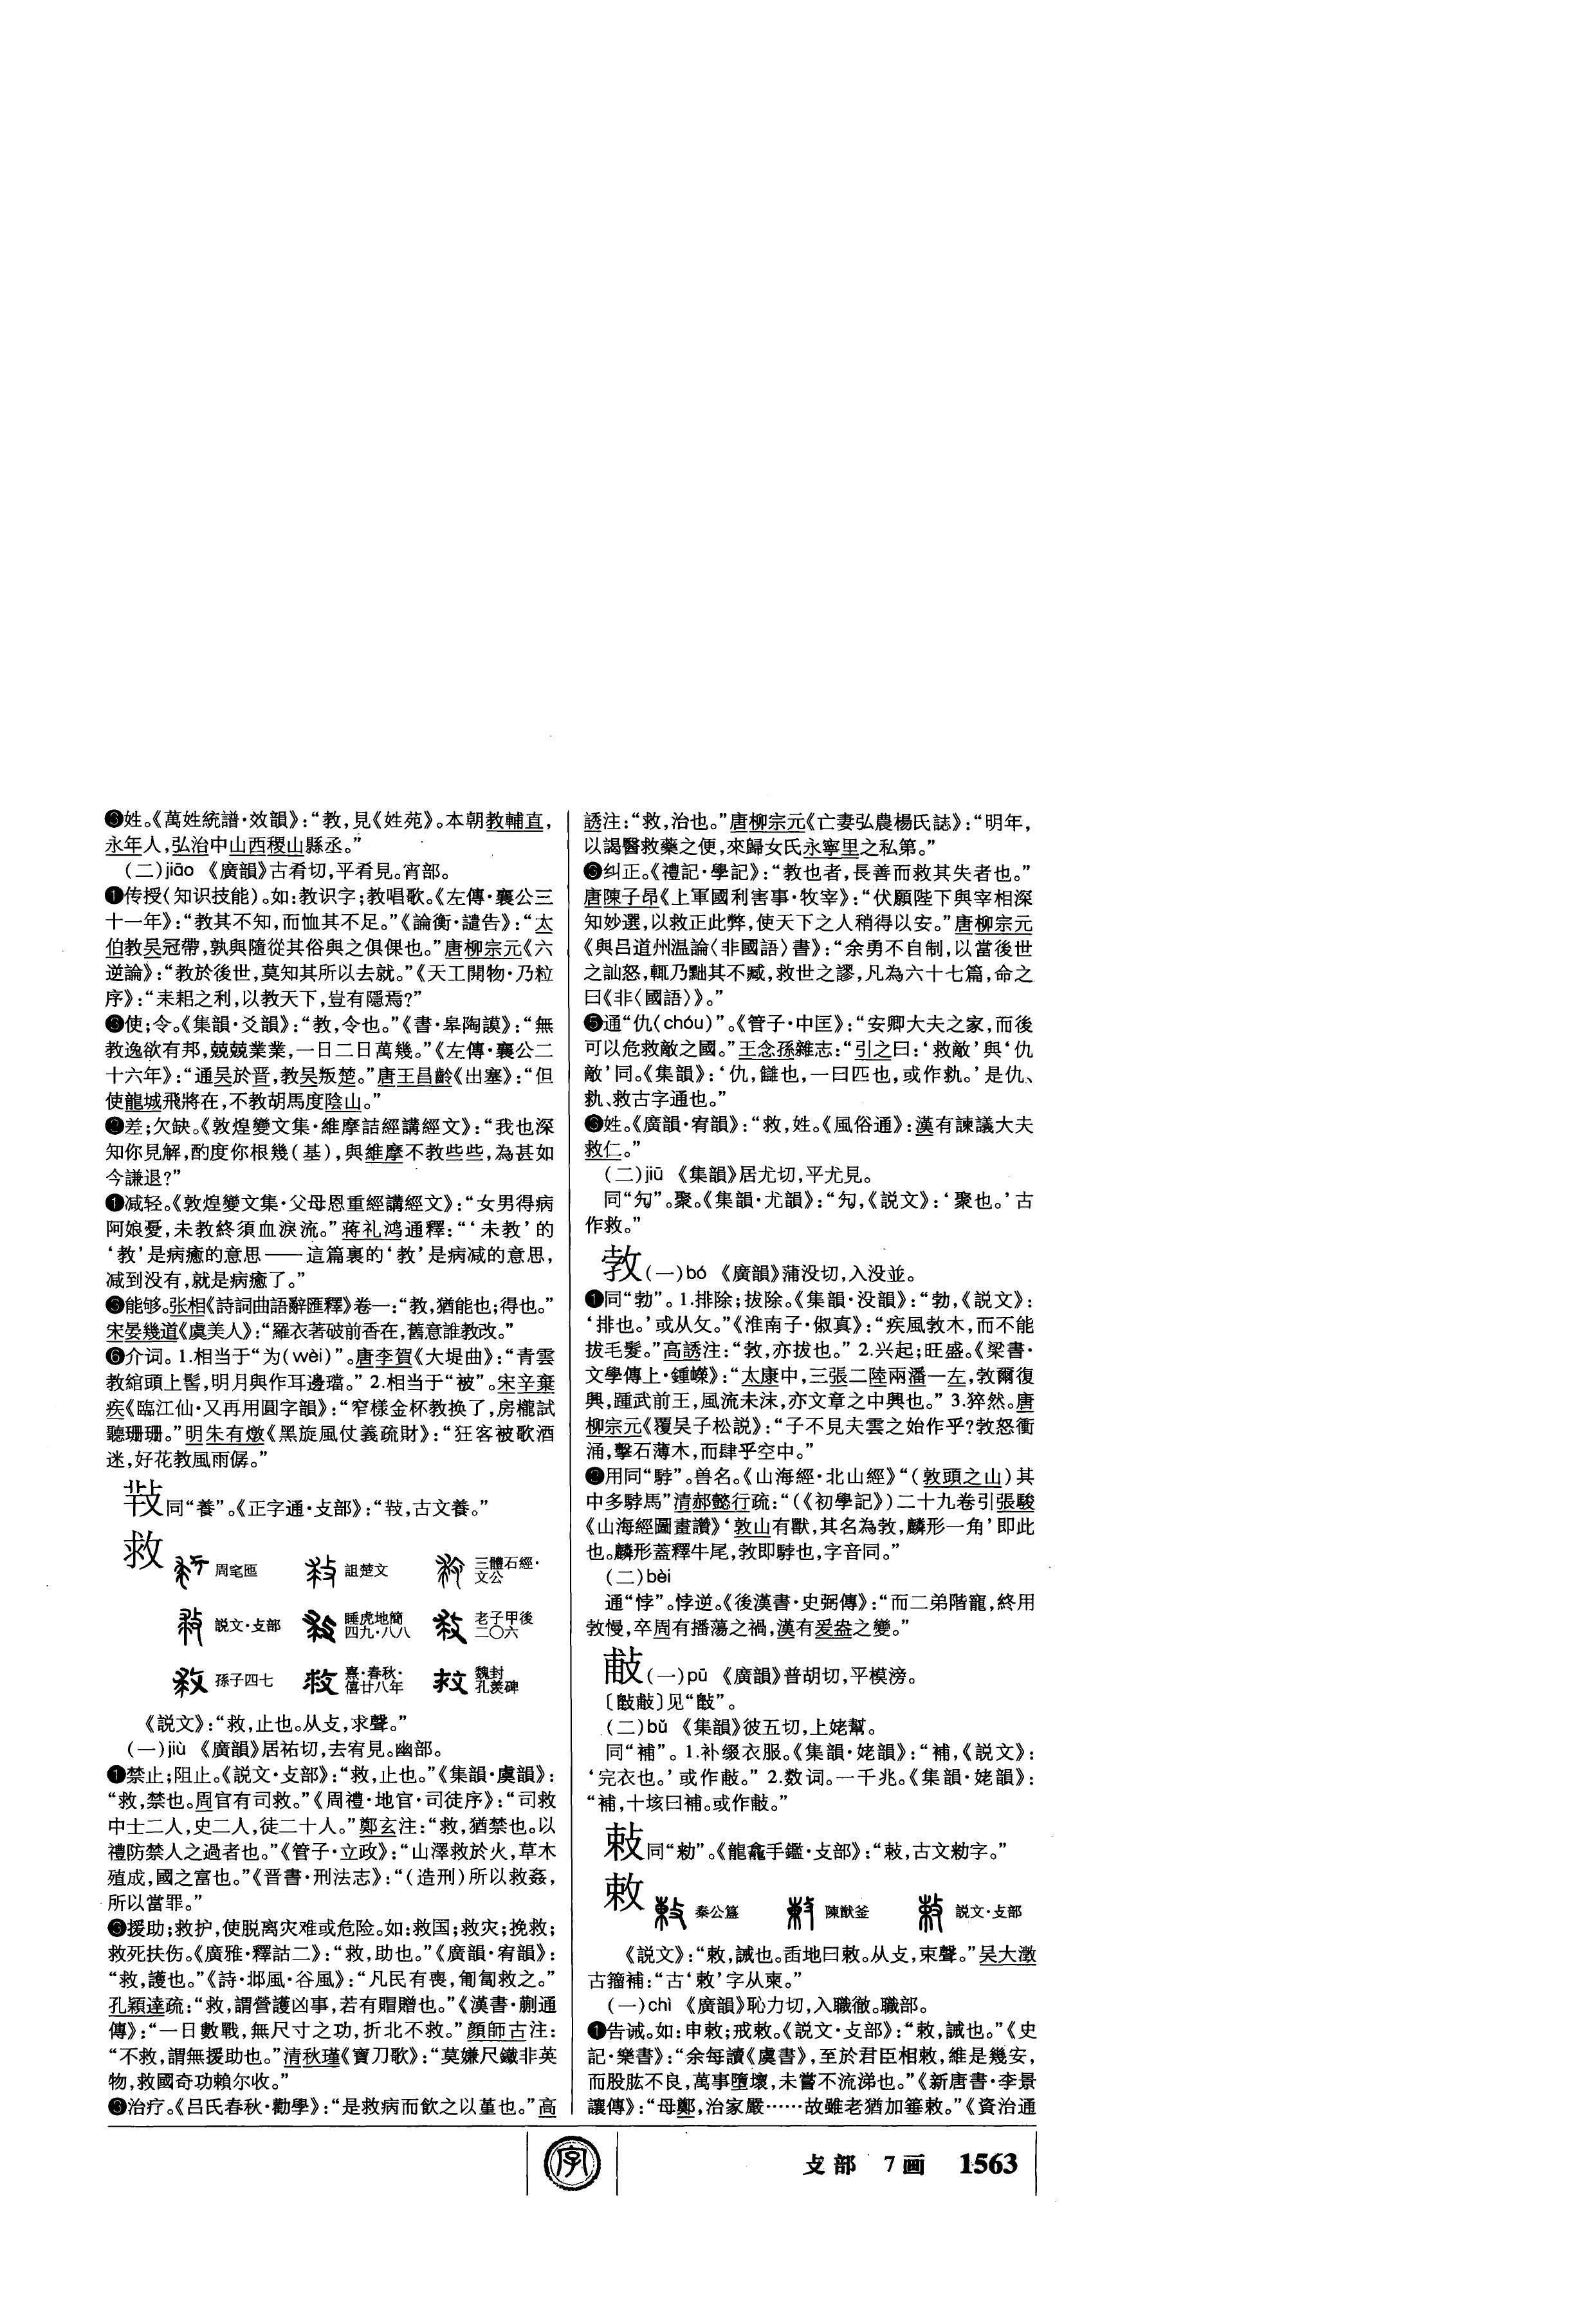 ❸姓。《萬姓統譜·效韻》：“教，見《姓苑》。本朝教輔直，
永年人，弘治中山西稷山縣丞。”
（二）jiāo 《廣韻》古肴切，平肴見。宵部。
❶传授（知识技能）。如：教识字；教唱歌。《左傳·襄公三
十一年》：“教其不知，而恤其不足。”《論衡·譴告》：“太
伯教吴冠帶，孰與隨從其俗與之俱倮也。”唐柳宗元《六
逆論》：“教於後世，莫知其所以去就。”《天工開物·乃粒
序》：“耒耜之利，以教天下，豈有隱焉？”
❸使；令。《集韻·爻韻》：“教，令也。”《書·皋陶謨》：“無
教逸欲有邦，兢兢業業，一日二日萬幾。”《左傳·襄公二
十六年》：“通吴於晋，教吴叛楚。”唐王昌齡《出塞》：“但
使龍城飛將在，不教胡馬度陰山。”
❷差；欠缺。《敦煌變文集·維摩詰經講經文》：“我也深
知你見解，酌度你根幾（基），與維摩不教些些，為甚如
今謙退？”
❶减轻。《敦煌變文集·父母恩重經講經文》：“女男得病
阿娘憂，未教終須血淚流。”蒋礼鸿通釋：“‘未教’的
‘教’是病癒的意思——這篇裏的‘教’是病减的意思，
减到没有，就是病癒了。”
❸能够。张相《詩詞曲語辭匯釋》卷一：“教，猶能也；得也。”
宋晏幾道《虞美人》：“羅衣著破前香在，舊意誰教改。”
❻介词。1.相当于“为(wèi)”。唐李賀《大堤曲》：“青雲
教綰頭上髻，明月與作耳邊璫。” 2.相当于“被”。宋辛棄
疾《臨江仙·又再用圓字韻》：“窄樣金杯教换了，房櫳試
聽珊珊。”明朱有燉《黑旋風仗義疏財》：“狂客被歌酒
迷，好花教風雨僝。”
𢼝同“養”。《正字通·攴部》：“𢼝，古文養。”
救
周宅匜 詛楚文 三體石經·文公
説文·攴部 睡虎地簡四九·八八 老子甲後二〇六
孫子四七 熹·春秋·僖廿八年 魏封孔羡碑
《説文》：“救，止也。从攴，求聲。”
（一）jiù 《廣韻》居祐切，去宥見。幽部。
❶禁止；阻止。《説文·攴部》：“救，止也。”《集韻·虞韻》：
“救，禁也。周官有司救。”《周禮·地官·司徒序》：“司救
中士二人，史二人，徒二十人。”鄭玄注：“救，猶禁也。以
禮防禁人之過者也。”《管子·立政》：“山澤救於火，草木
殖成，國之富也。”《晋書·刑法志》：“（造刑）所以救姦，
所以當罪。”
❸援助；救护，使脱离灾难或危险。如：救国；救灾；挽救；
救死扶伤。《廣雅·釋詁二》：“救，助也。”《廣韻·宥韻》：
“救，護也。”《詩·邶風·谷風》：“凡民有喪，匍匐救之。”
孔穎達疏：“救，謂營護凶事，若有賵贈也。”《漢書·蒯通
傳》：“一日數戰，無尺寸之功，折北不救。”顔師古注：
“不救，謂無援助也。”清秋瑾《寶刀歌》：“莫嫌尺鐵非英
物，救國奇功賴尔收。”
❸治疗。《吕氏春秋·勸學》：“是救病而飲之以堇也。”高
誘注：“救，治也。”唐柳宗元《亡妻弘農楊氏誌》：“明年，
以謁醫救藥之便，來歸女氏永寧里之私第。”
❸纠正。《禮記·學記》：“教也者，長善而救其失者也。”
唐陳子昂《上軍國利害事·牧宰》：“伏願陛下與宰相深
知妙選，以救正此弊，使天下之人稍得以安。”唐柳宗元
《與吕道州温論〈非國語〉書》：“余勇不自制，以當後世
之訕怒，輒乃黜其不臧，救世之謬，凡為六十七篇，命之
曰《非〈國語〉》。”
❺通“仇(chóu)”。《管子·中匡》：“安卿大夫之家，而後
可以危救敵之國。”王念孫雜志：“引之曰：‘救敵’與‘仇
敵’同。《集韻》：‘仇，讎也，一曰匹也，或作㐜。’是仇、
㐜、救古字通也。”
❸姓。《廣韻·宥韻》：“救，姓。《風俗通》：漢有諫議大夫
救仁。”
（二）jiū 《集韻》居尤切，平尤見。
同“勼”。聚。《集韻·尤韻》：“勼，《説文》：‘聚也。’古
作救。”
敎（一）bó 《廣韻》蒲没切，入没並。
❶同“勃”。1.排除；拔除。《集韻·没韻》：“勃，《説文》：
‘排也。’或从攵。”《淮南子·俶真》：“疾風㪍木，而不能
拔毛髮。”高誘注：“㪍，亦拔也。” 2.兴起；旺盛。《梁書·
文學傳上·鍾嶸》：“太康中，三張二陸兩潘一左，㪍爾復
興，踵武前王，風流未沫，亦文章之中興也。” 3.猝然。唐
柳宗元《覆吴子松説》：“子不見夫雲之始作乎？㪍怒衝
涌，擊石薄木，而肆乎空中。”
❷用同“䮀”。兽名。《山海經·北山經》“（敦頭之山）其
中多䮀馬”清郝懿行疏：“（《初學記》）二十九卷引張駿
《山海經圖畫讚》‘敦山有獸，其名為㪍，麟形一角’即此
也。麟形蓋釋牛尾，㪍即䮀也，字音同。”
（二）bèi
通“悖”。悖逆。《後漢書·史弼傳》：“而二弟階寵，終用
㪍慢，卒周有播蕩之禍，漢有爰盎之變。”
㪔（一）pū 《廣韻》普胡切，平模滂。
（二）bǔ 《集韻》彼五切，上姥幫。
同“補”。1.补缀衣服。《集韻·姥韻》：“補，《説文》：
‘完衣也。’或作。” 2.数词。一千兆。《集韻·姥韻》：
“補，十垓曰補。或作。”
同“勑”。《龍龕手鑑·攴部》：“，古文勑字。”
敕
秦公簋 陳猷釜 説文·攴部
《説文》：“敕，誡也。臿地曰敕。从攴，束聲。”吴大澂
古籀補：“古‘敕’字从柬。”
（一）chì 《廣韻》恥力切，入職徹。職部。
❶告诫。如：申敕；戒敕。《説文·攴部》：“敕，誡也。”《史
記·樂書》：“余每讀《虞書》，至於君臣相敕，維是幾安，
而股肱不良，萬事墮壞，未嘗不流涕也。”《新唐書·李景
讓傳》：“母鄭，治家嚴……故雖老猶加箠敕。”《資治通
字
攴部 7画 1563